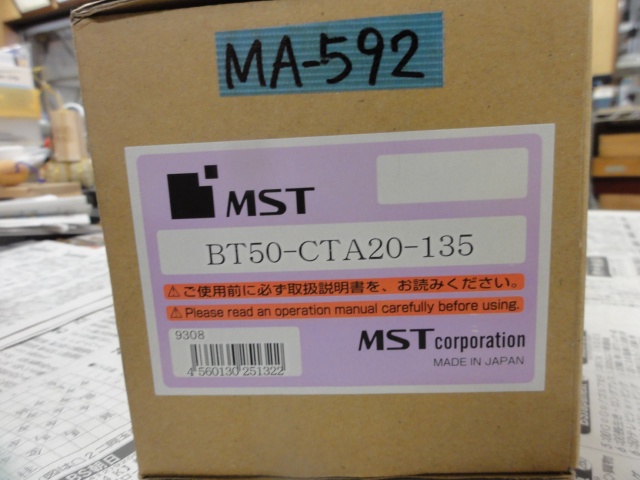 MA-592
MST
BT50-CTA20-135
⚠ご使用前に必ず取扱説明書を、お読みください。
⚠Please read an operation manual carefully before using.
9308
4 560130 251322
MST corporation
MADE IN JAPAN